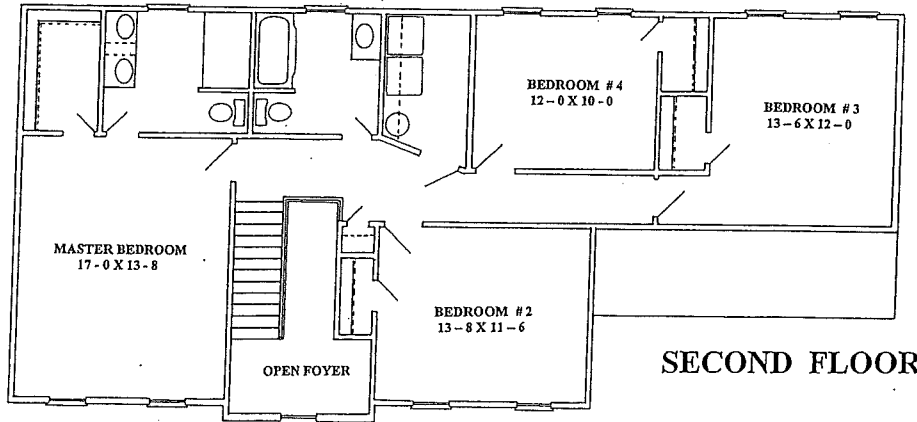 BEDROOM #4
12-0 X 10-0
BEDROOM #3
13-6 X 12-0
MASTER BEDROOM
17-0 X 13-8
BEDROOM #2
13-8 X 11-6
OPEN FOYER
SECOND FLOOR